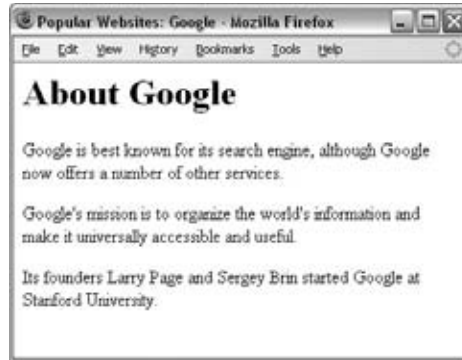 Popular Websites: Google - Mozilla Firefox
File Edit View History Bookmarks Tools Help
About Google
Google is best known for its search engine, although Google
now offers a number of other services.
Google's mission is to organize the world's information and
make it universally accessible and useful.
Its founders Larry Page and Sergey Brin started Google at
Stanford University.